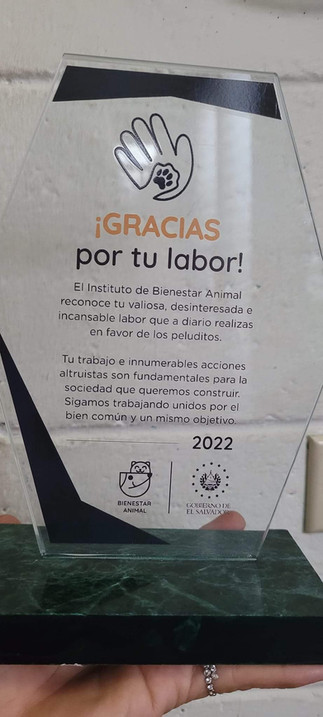 ¡GRACIAS
por tu labor!
El Instituto de Bienestar Animal
reconoce tu valiosa, desinteresada e
incansable labor que a diario realizas
en favor de los peluditos.
Tu trabajo e innumerables acciones
altruistas son fundamentales para la
sociedad que queremos construir.
Sigamos trabajando unidos por el
bien común y un mismo objetivo.
2022
BIENESTAR
ANIMAL
GOBIERNO DE
EL SALVADOR